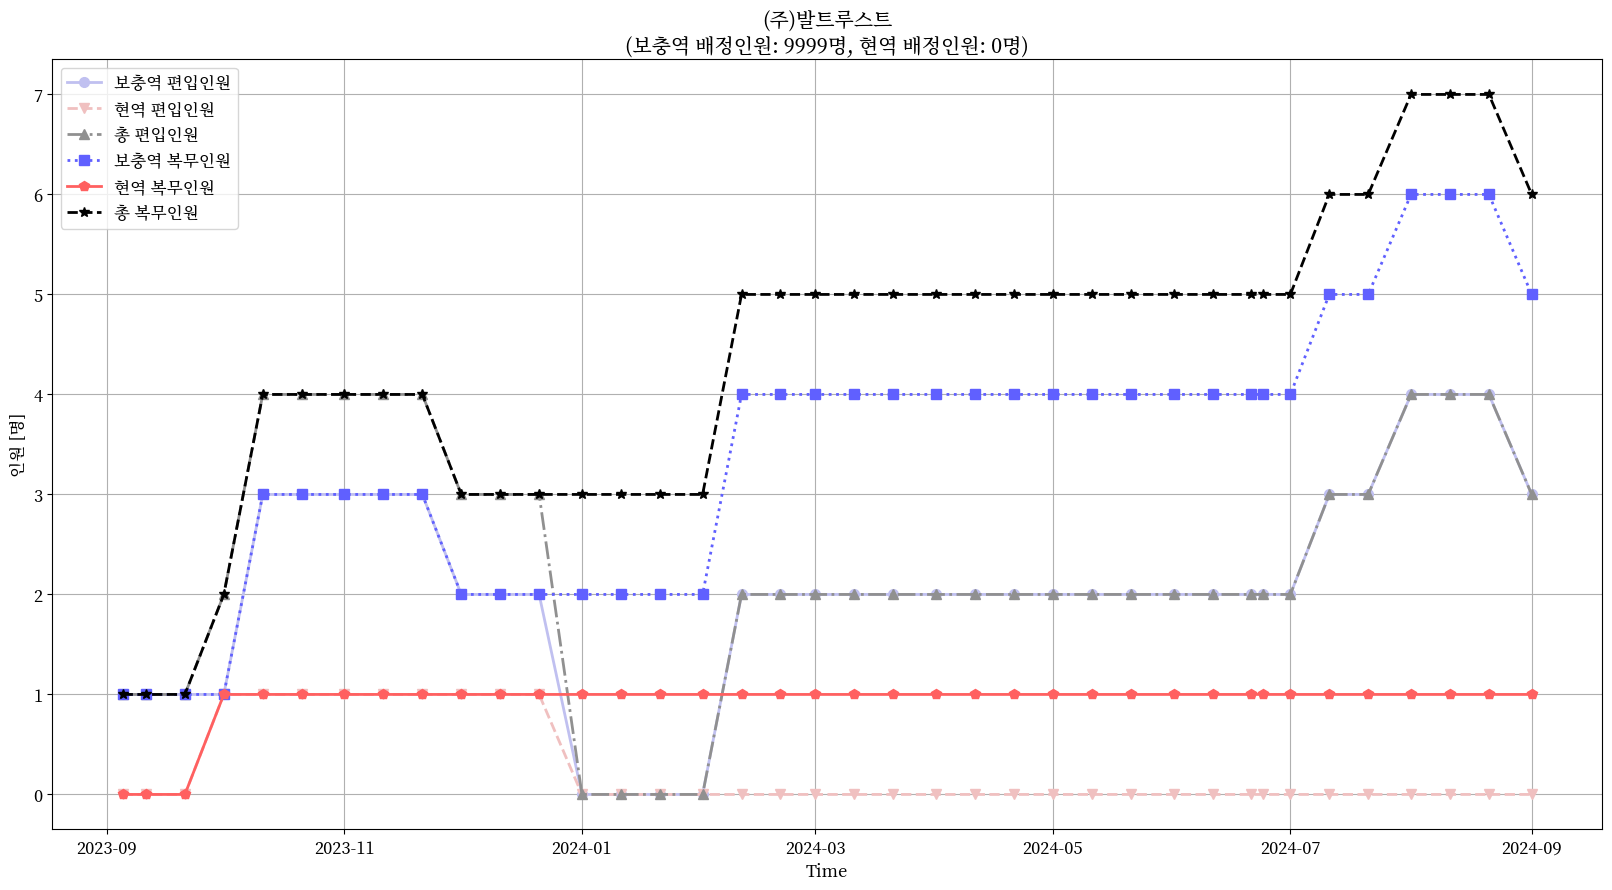 (주)발트루스트
(보충역 배정인원: 9999명, 현역 배정인원: 0명)
보충역 편입인원
현역 편입인원
총 편입인원
보충역 복무인원
현역 복무인원
총 복무인원
7
6
5
4
3
2
1
0
인원 [명]
2023-09
2023-11
2024-01
2024-03
2024-05
2024-07
2024-09
Time